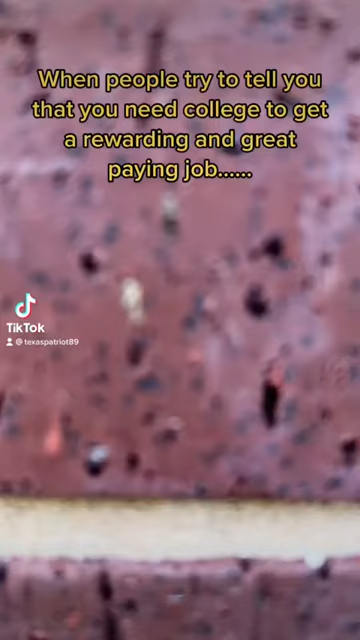 When people try to tell you
that you need college to get
a rewarding and great
paying job......
TikTok
@texaspatriot89